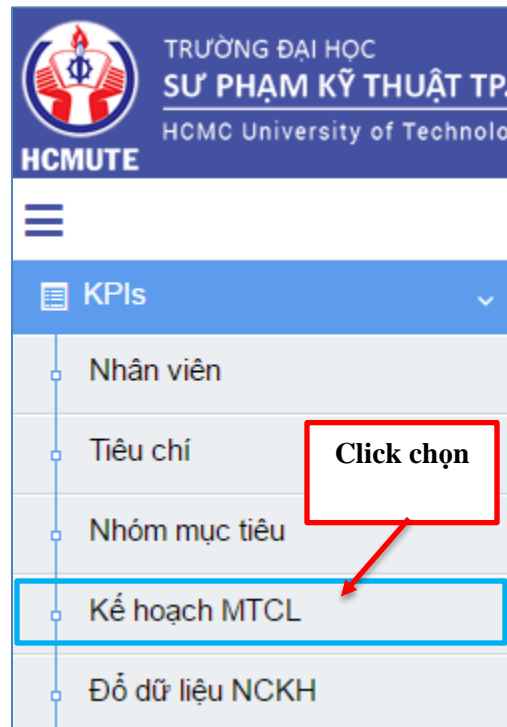 TRƯỜNG ĐẠI HỌC
SƯ PHẠM KỸ THUẬT TP.
HCMC University of Technolo
HCMUTE
KPIs
Nhân viên
Tiêu chí
Click chọn
Nhóm mục tiêu
Kế hoạch MTCL
Đổ dữ liệu NCKH